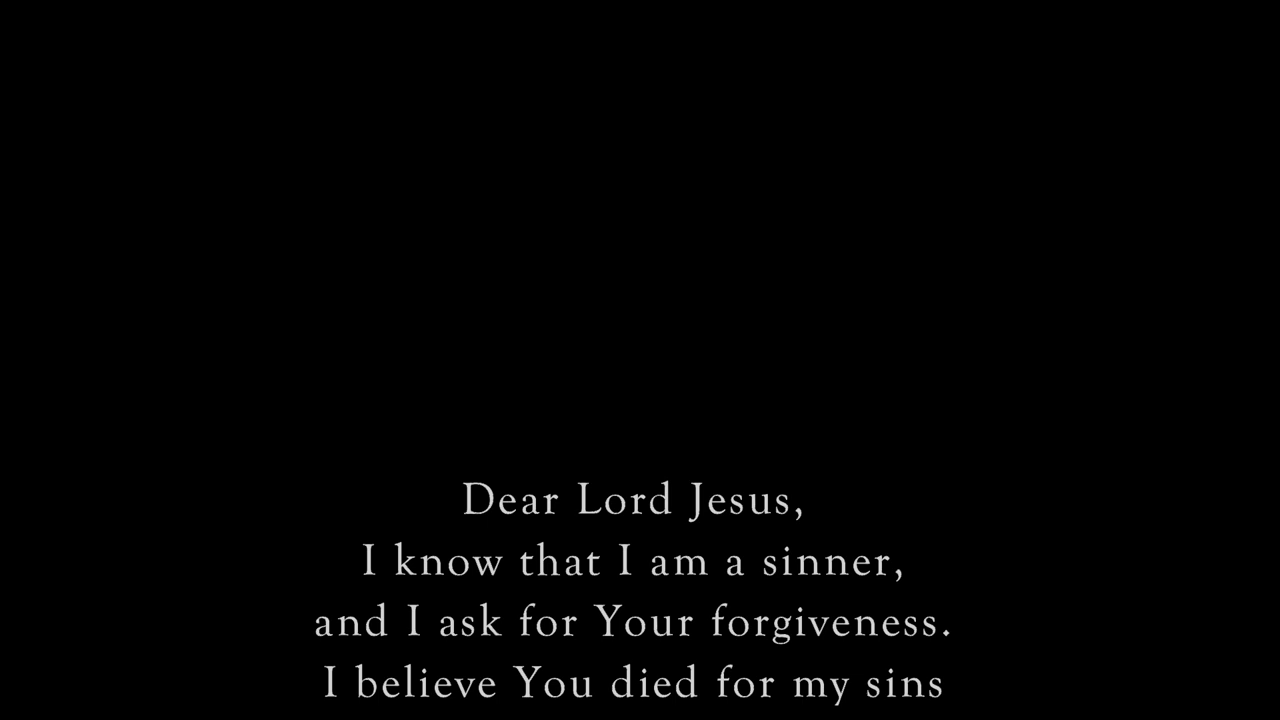 Dear Lord Jesus,
I know that I am a sinner,
and I ask for Your forgiveness.
I believe You died for my sins